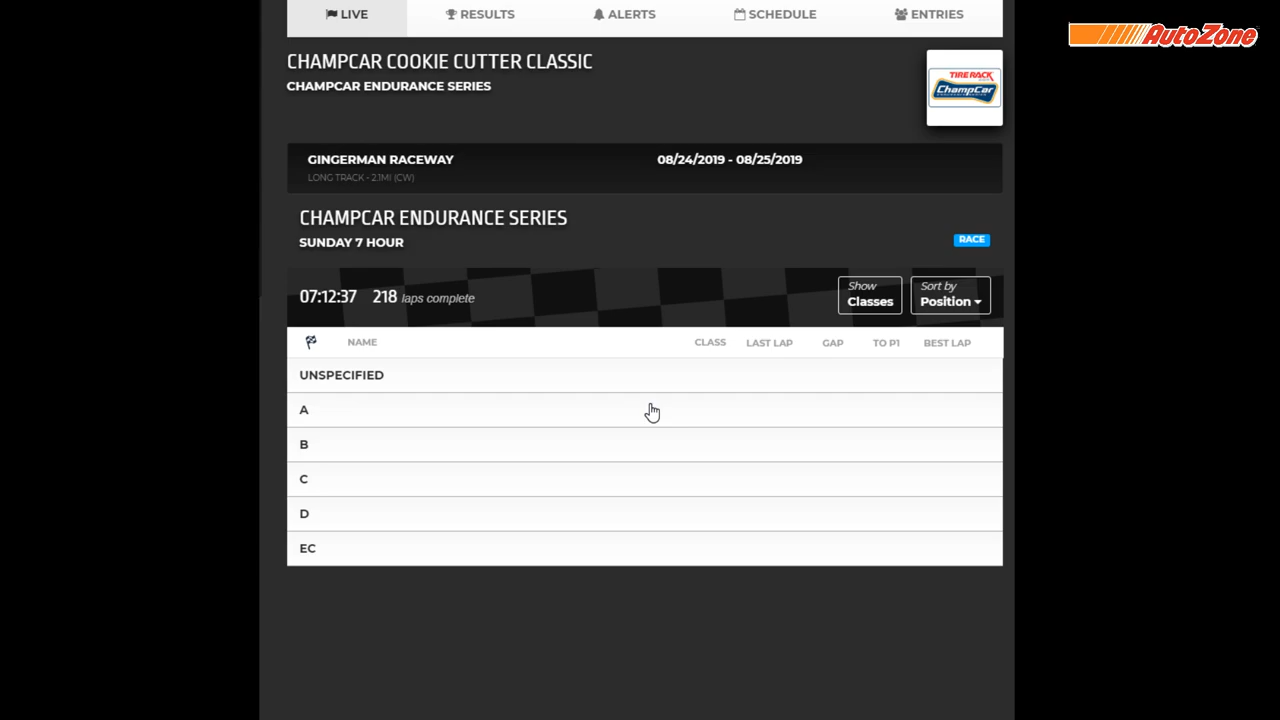 LIVE RESULTS ALERTS SCHEDULE ENTRIES
AutoZone
CHAMPCAR COOKIE CUTTER CLASSIC
CHAMPCAR ENDURANCE SERIES
TIRE RACK
ChampCar
GINGERMAN RACEWAY 08/24/2019 - 08/25/2019
LONG TRACK - 2.1MI (CW)
CHAMPCAR ENDURANCE SERIES
SUNDAY 7 HOUR
RACE
07:12:37 218 laps complete
Show
Classes
Sort by
Position
NAME CLASS LAST LAP GAP TO P1 BEST LAP
UNSPECIFIED
A
B
C
D
EC